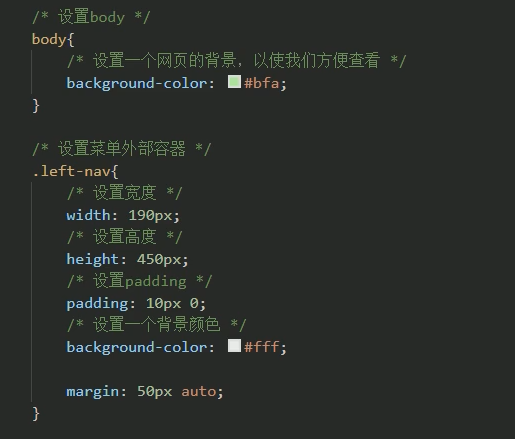 /* 设置body */
body{
/* 设置一个网页的背景，以使我们方便查看 */
background-color: #bfa;
}
/* 设置菜单外部容器 */
.left-nav{
/* 设置宽度 */
width: 190px;
/* 设置高度 */
height: 450px;
/* 设置padding */
padding: 10px 0;
/* 设置一个背景颜色 */
background-color: #fff;
margin: 50px auto;
}